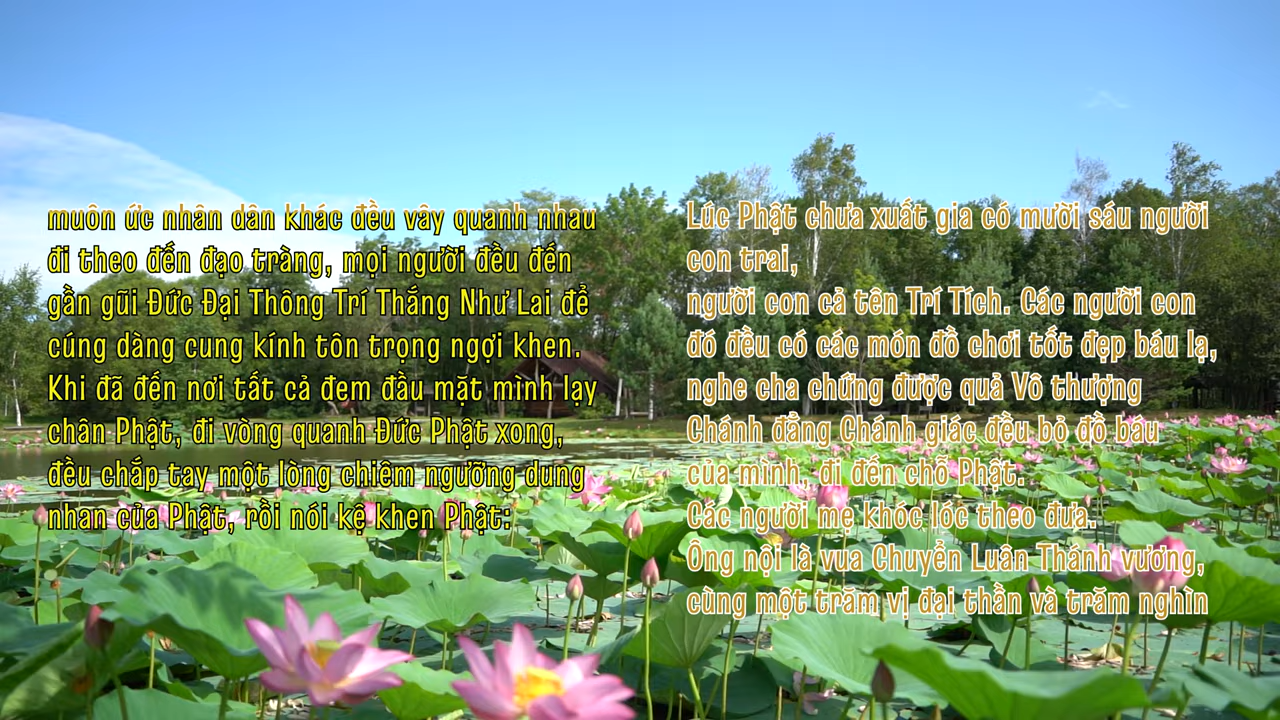 muôn ức nhân dân khác đều vây quanh nhau
đi theo đến đạo tràng, mọi người đều đến
gần gũi Đức Đại Thông Trí Thắng Như Lai để
cúng dàng cung kính tôn trọng ngợi khen.
Khi đã đến nơi tất cả đem đầu mặt mình lạy
chân Phật, đi vòng quanh Đức Phật xong,
đều chắp tay một lòng chiêm ngưỡng dung
nhan của Phật, rồi nói kệ khen Phật:
Lúc Phật chưa xuất gia có mười sáu người
con trai,
người con cả tên Trí Tích. Các người con
đó đều có các món đồ chơi tốt đẹp báu lạ,
nghe cha chứng được quả Vô thượng
Chánh đẳng Chánh giác đều bỏ đồ báu
của mình, đi đến chỗ Phật.
Các người mẹ khóc lóc theo đưa.
Ông nội là vua Chuyển Luân Thánh vương,
cùng một trăm vị đại thần và trăm nghìn